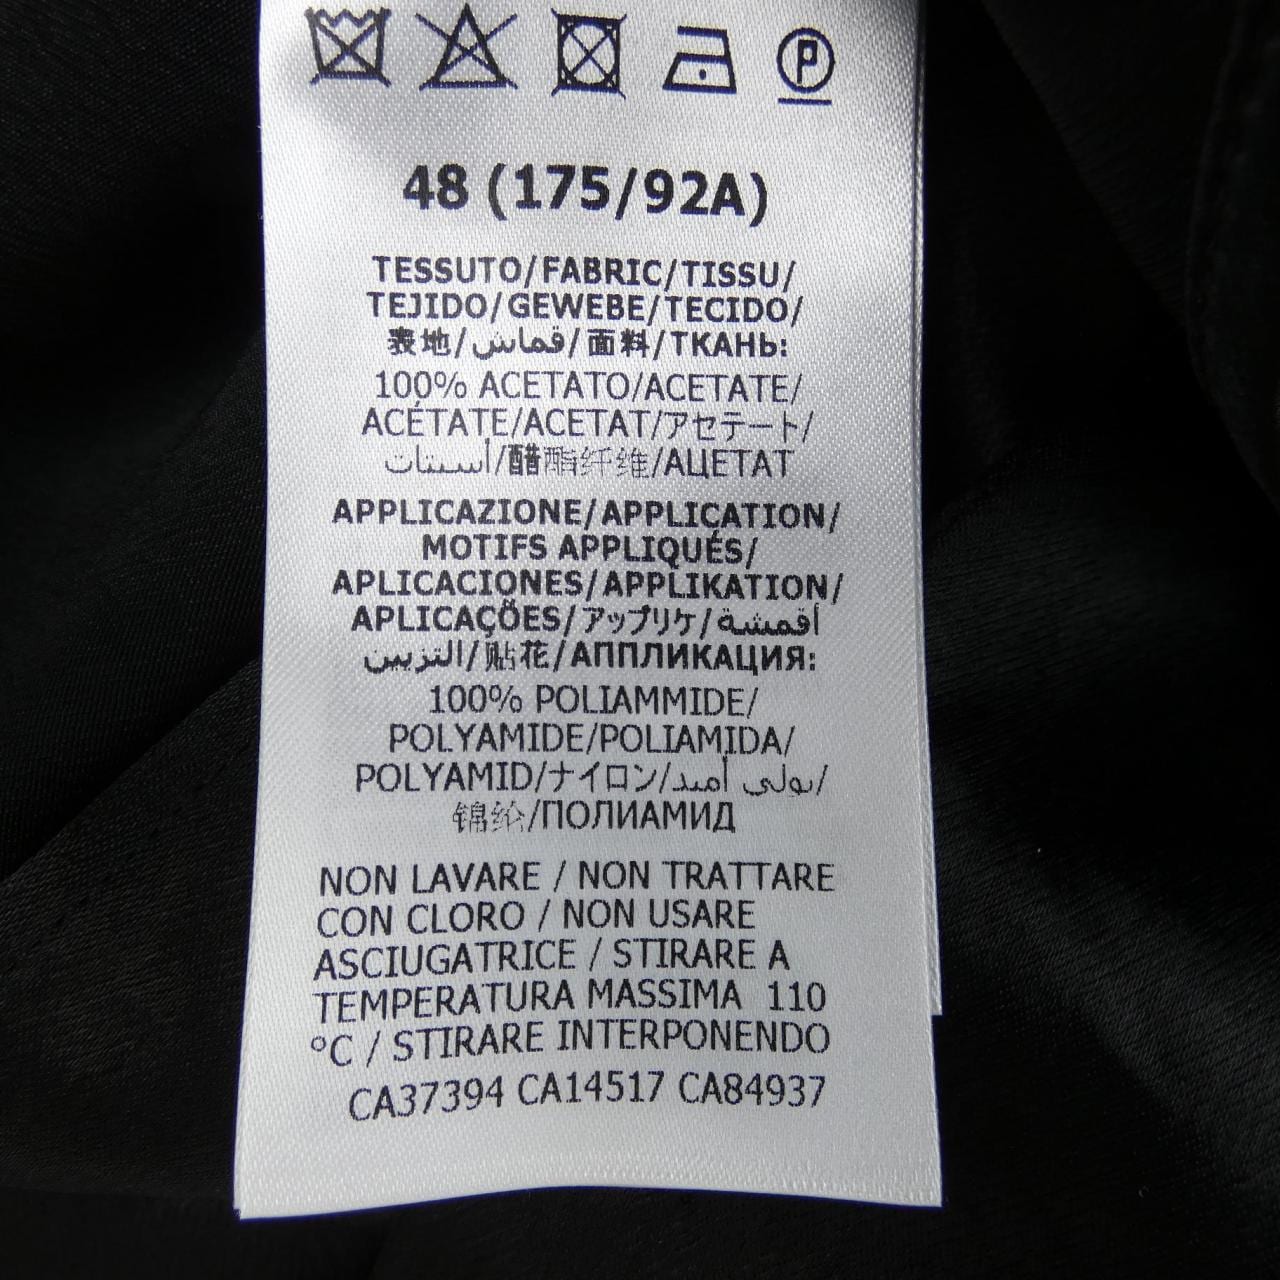 P
48 (175/92A)
TESSUTO/FABRIC/TISSU/
TEJIDO/GEWEBE/TECIDO/
表地/قماش/面料/ТКАНЬ:
100% ACETATO/ACETATE/
ACÉTATE/ACETAT/アセテート/
أسيتات/醋酯纤维/АЦЕТАТ
APPLICAZIONE/APPLICATION/
MOTIFS APPLIQUÉS/
APLICACIONES/APPLIKATION/
APLICAÇÕES/アップリケ/أقمشة
التزيين/贴花/АППЛИКАЦИЯ:
100% POLIAMMIDE/
POLYAMIDE/POLIAMIDA/
POLYAMID/ナイロン/بولي أميد/
锦纶/ПОЛИАМИД
NON LAVARE / NON TRATTARE
CON CLORO / NON USARE
ASCIUGATRICE / STIRARE A
TEMPERATURA MASSIMA 110
°C / STIRARE INTERPONENDO
CA37394 CA14517 CA84937